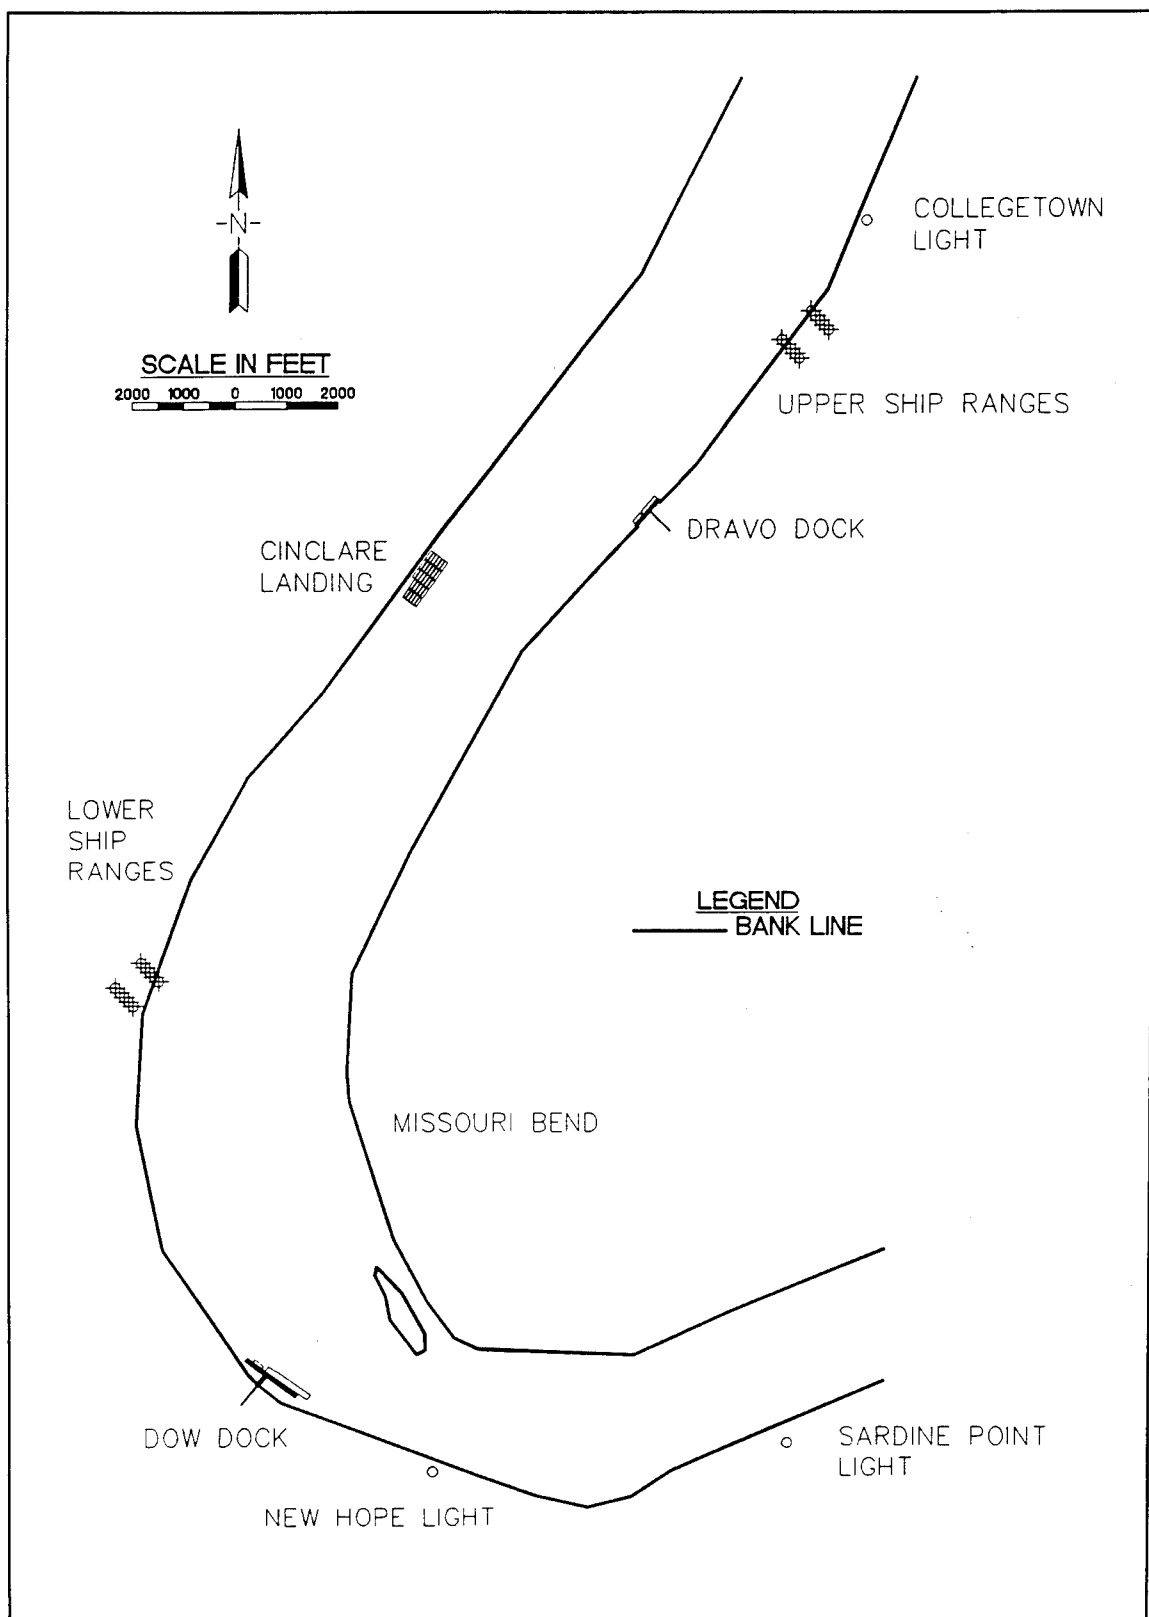 COLLEGETOWN
LIGHT
-N-
SCALE IN FEET
2000 1000 0 1000 2000
UPPER SHIP RANGES
DRAVO DOCK
CINCLARE
LANDING
LOWER
SHIP
RANGES
LEGEND
BANK LINE
MISSOURI BEND
DOW DOCK
SARDINE POINT
LIGHT
NEW HOPE LIGHT